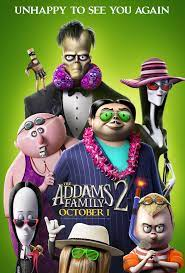 UNHAPPY TO SEE YOU AGAIN
THE
ADDAMS
FAMILY 2
OCTOBER 1